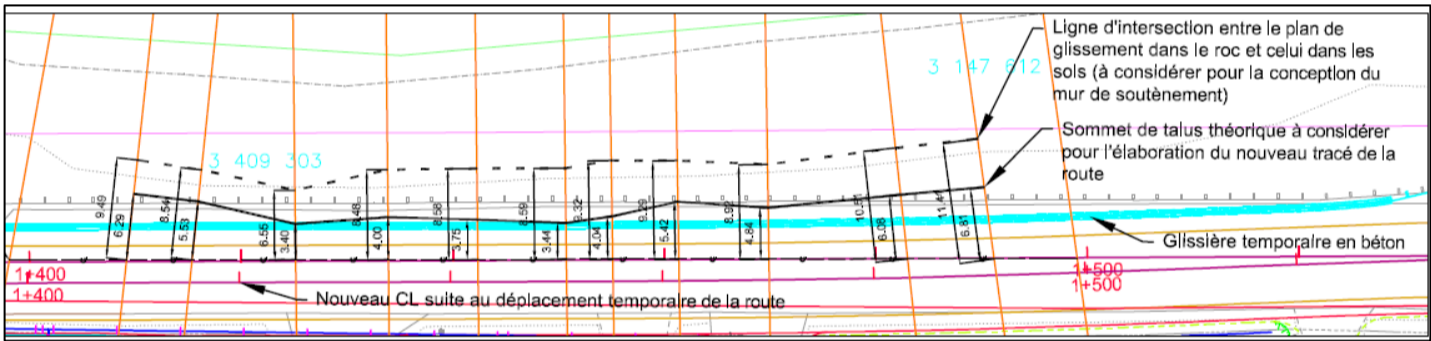 Ligne d'intersection entre le plan de
glissement dans le roc et celui dans les
sols (à considérer pour la conception du
mur de soutènement)
3 147 612
Sommet de talus théorique à considérer
pour l'élaboration du nouveau tracé de la
route
3 409 303
9.49
6.29
8.54
5.53
6.55
3.40
8.48
4.00
8.58
3.75
8.59
3.44
9.32
4.04
9.29
5.42
8.92
4.84
10.81
6.06
11.41
6.81
Glissière temporaire en béton
1+400
1+400
Nouveau CL suite au déplacement temporaire de la route
1+500
1+500